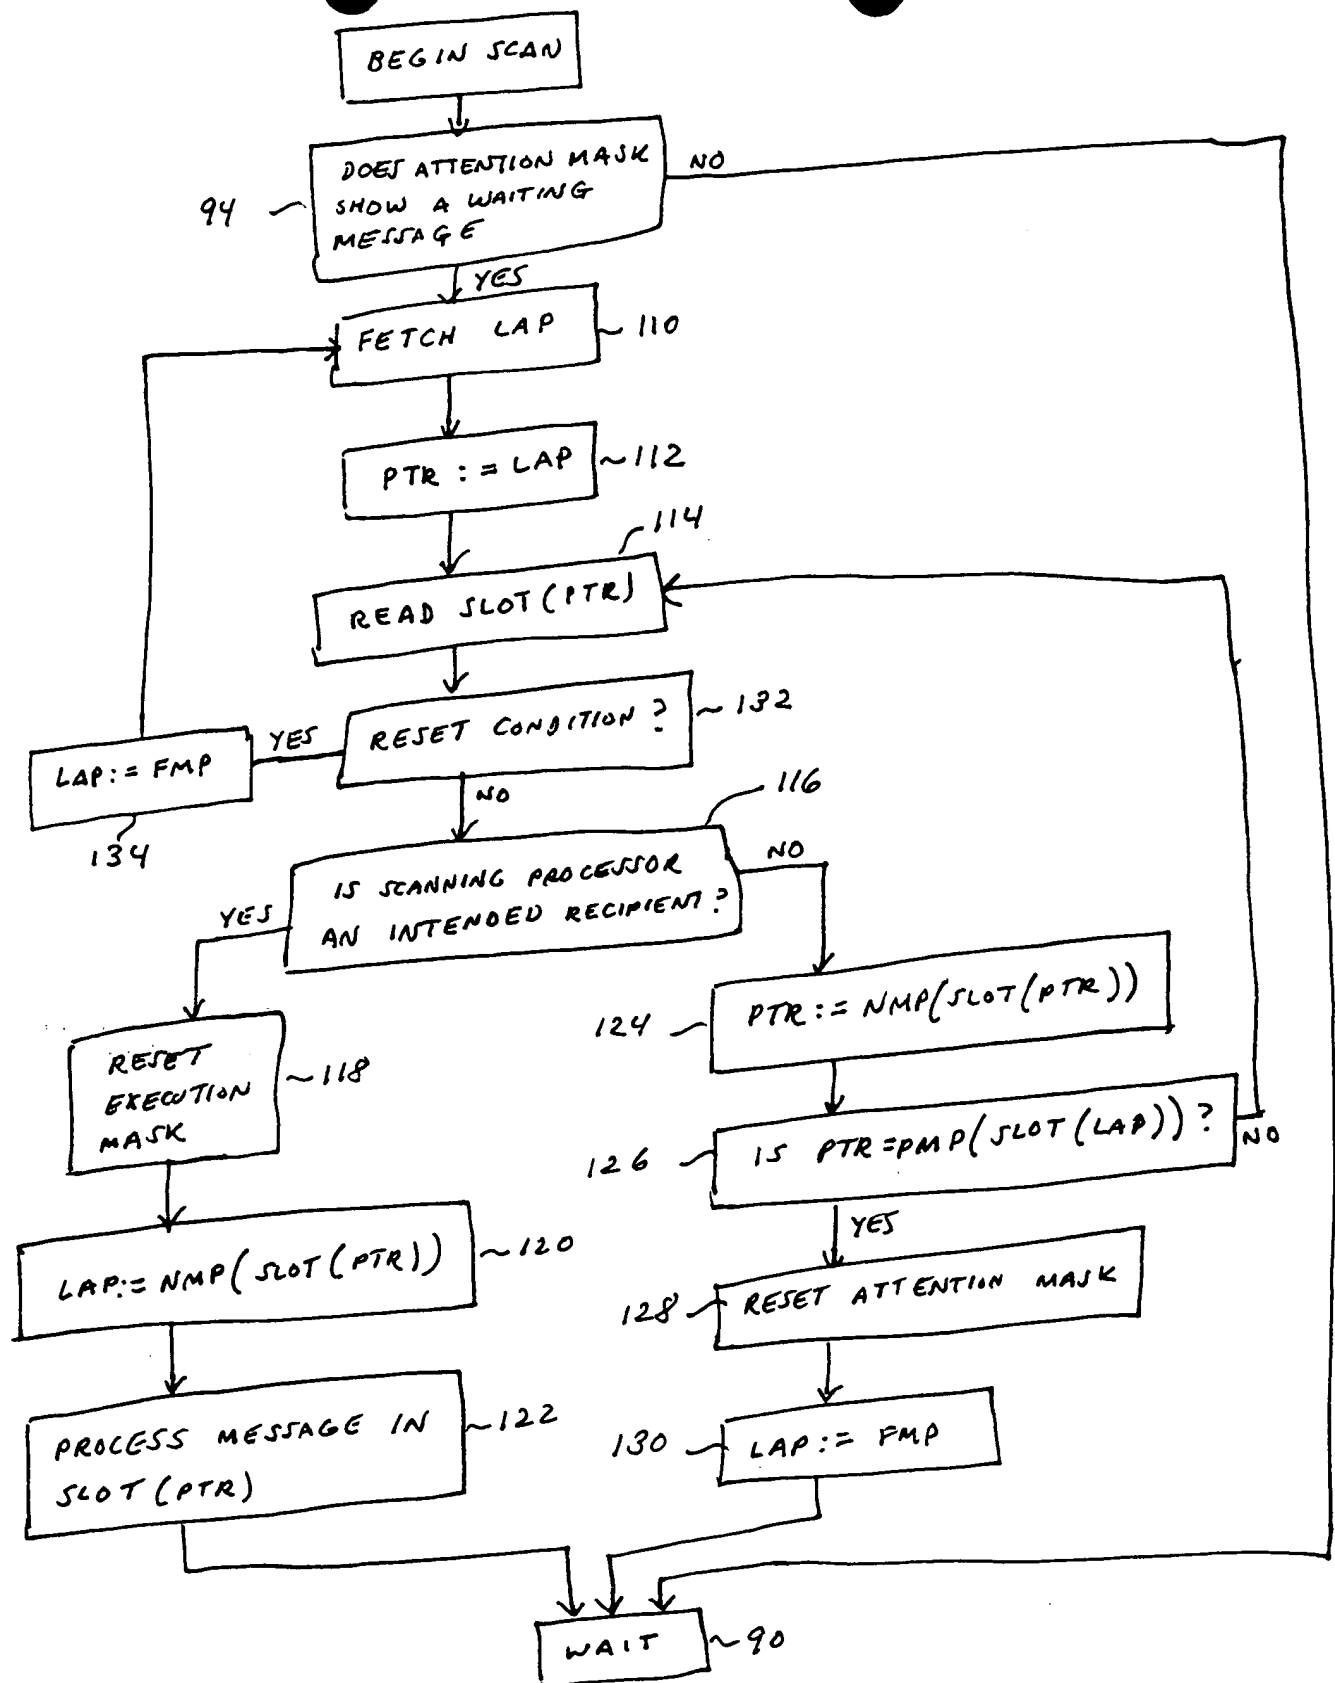 BEGIN SCAN
DOES ATTENTION MASK
SHOW A WAITING
MESSAGE
94
NO
YES
FETCH LAP
110
PTR := LAP
112
114
READ SLOT(PTR)
RESET CONDITION?
132
YES
LAP:= FMP
134
NO
116
IS SCANNING PROCESSOR
AN INTENDED RECIPIENT?
NO
YES
RESET
EXECUTION
MASK
118
PTR:= NMP(SLOT(PTR))
124
IS PTR=PMP(SLOT(LAP))?
126
NO
LAP:= NMP(SLOT(PTR))
120
YES
RESET ATTENTION MASK
128
PROCESS MESSAGE IN
SLOT(PTR)
122
LAP:= FMP
130
WAIT
90